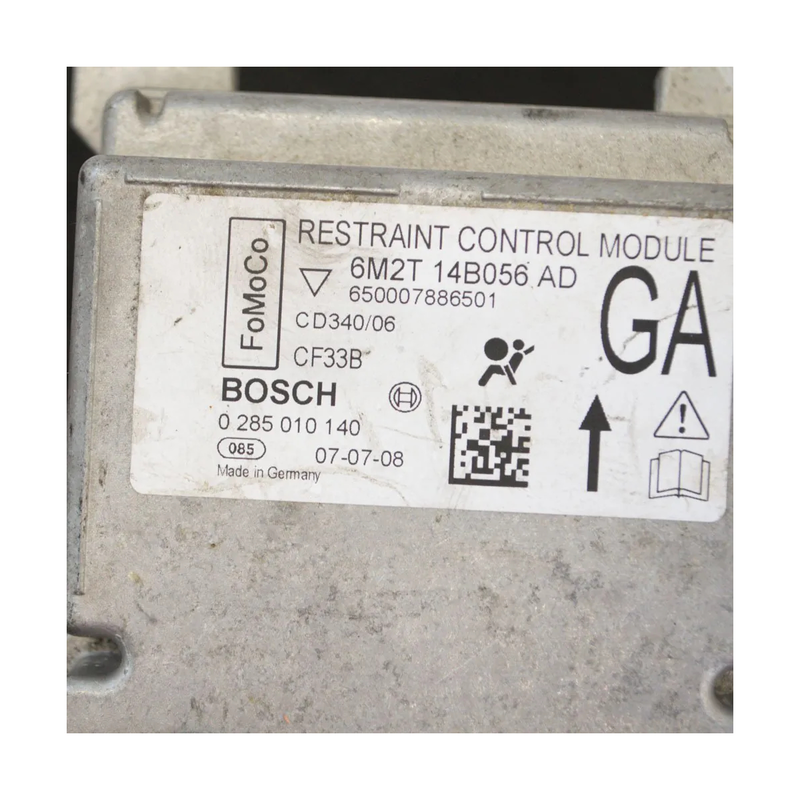 FoMoCo
RESTRAINT CONTROL MODULE
6M2T 14B056 AD
650007886501
GA
CD340/06
CF33B
BOSCH
0 285 010 140
085 07-07-08
Made in Germany